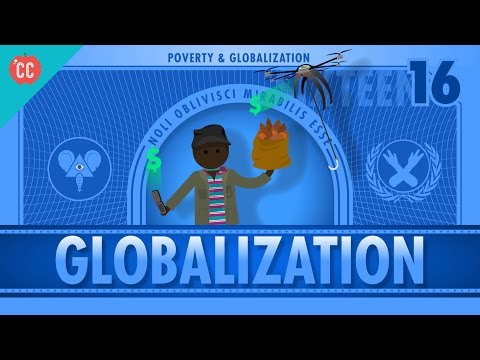 CC
POVERTY & GLOBALIZATION
16
NOLI OBLIVISCI MIRABILIS ESSE
$
$
GLOBALIZATION